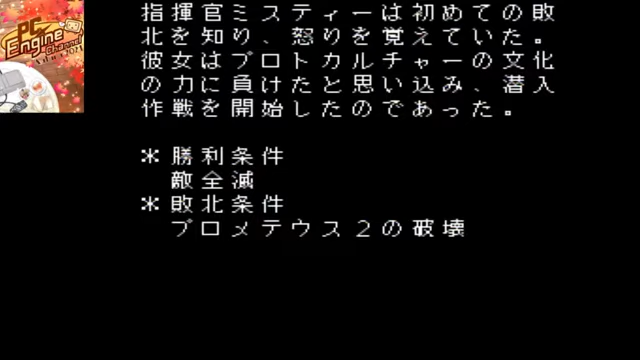 PC
Engine
Channel
指揮官ミスティーは初めての敗
北を知り、怒りを覚えていた。
彼女はプロトカルチャーの文化
の力に負けたと思い込み、潜入
作戦を開始したのであった。
＊勝利条件
敵全滅
＊敗北条件
プロメテウス２の破壊